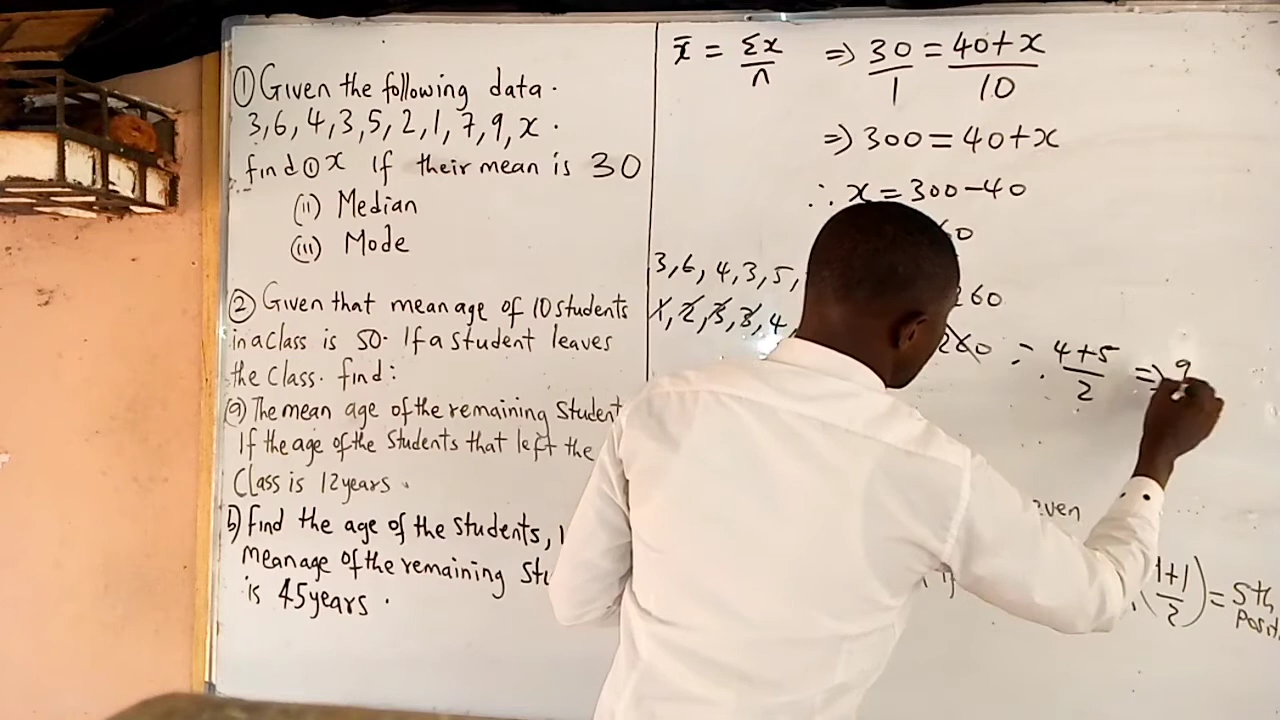 ① Given the following data.
3,6,4,3,5,2,1,7,9,x.
find ① x If their mean is 30
(ii) Median
(iii) Mode
② Given that mean age of 10 students
in a class is 50. If a student leaves
the class. find:
(a) The mean age of the remaining Student
If the age of the students that left the
Class is 12 years.
b) Find the age of the students,
mean age of the remaining
is 45 years.
x̄ = Σx/n ⇒ 30/1 = 40+x/10
⇒ 300 = 40+x
∴ x = 300-40
60
3,6,4,3,5,
260
1,2,3,3,4
260 ∴ 4+5/2 ⇒ 9
even
1+1/2) = 5th